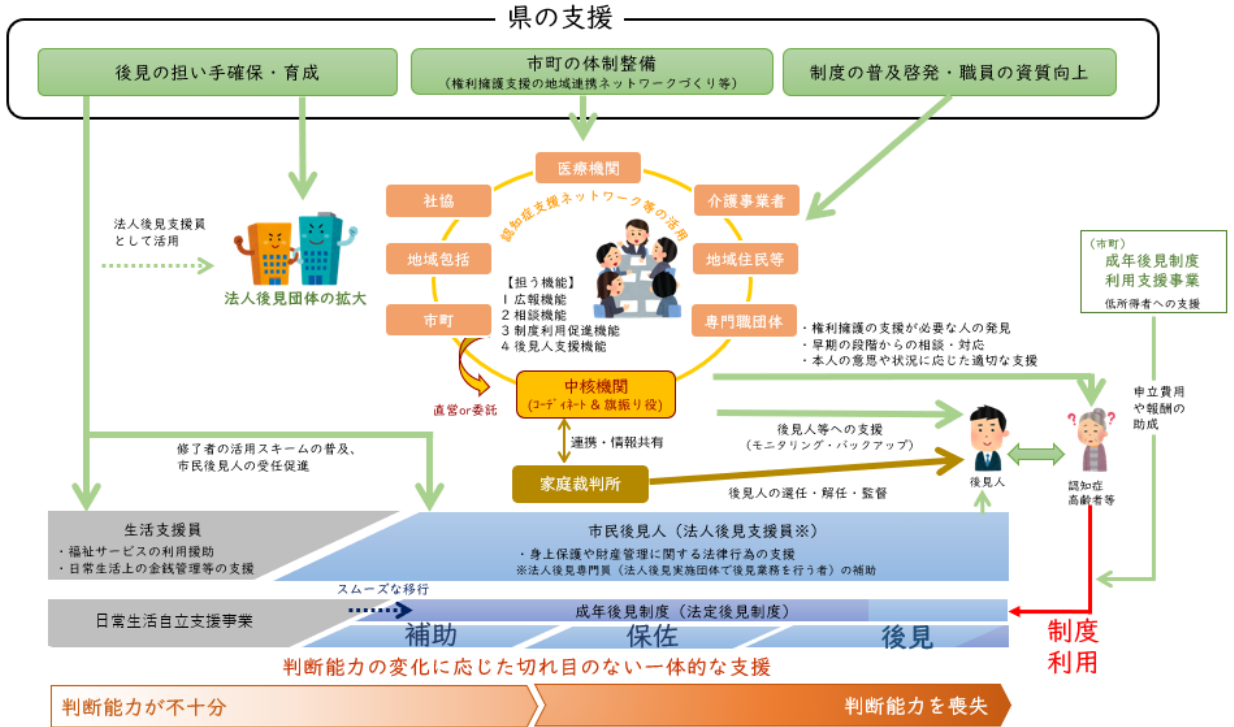 県の支援
後見の担い手確保・育成
市町の体制整備
(権利擁護支援の地域連携ネットワークづくり等)
制度の普及啓発・職員の資質向上
医療機関
社協
介護事業者
認知症支援ネットワーク等の活用
地域包括
地域住民等
市町
専門職団体
【担う機能】
1 広報機能
2 相談機能
3 制度利用促進機能
4 後見人支援機能
法人後見支援員
として活用
法人後見団体の拡大
(市町)
成年後見制度
利用支援事業
低所得者への支援
・権利擁護の支援が必要な人の発見
・早期の段階からの相談・対応
・本人の意思や状況に応じた適切な支援
直営or委託
中核機関
(ｺｰﾃﾞｨﾈｰﾄ & 旗振り役)
連携・情報共有
家庭裁判所
後見人等への支援
(モニタリング・バックアップ)
後見人の選任・解任・監督
後見人
認知症
高齢者等
申立費用
や報酬の
助成
修了者の活用スキームの普及、
市民後見人の受任促進
生活支援員
・福祉サービスの利用援助
・日常生活上の金銭管理等の支援
市民後見人（法人後見支援員※）
・身上保護や財産管理に関する法律行為の支援
※法人後見専門員（法人後見実施団体で後見業務を行う者）の補助
スムーズな移行
日常生活自立支援事業
成年後見制度（法定後見制度）
補助
保佐
後見
制度
利用
判断能力の変化に応じた切れ目のない一体的な支援
判断能力が不十分
判断能力を喪失